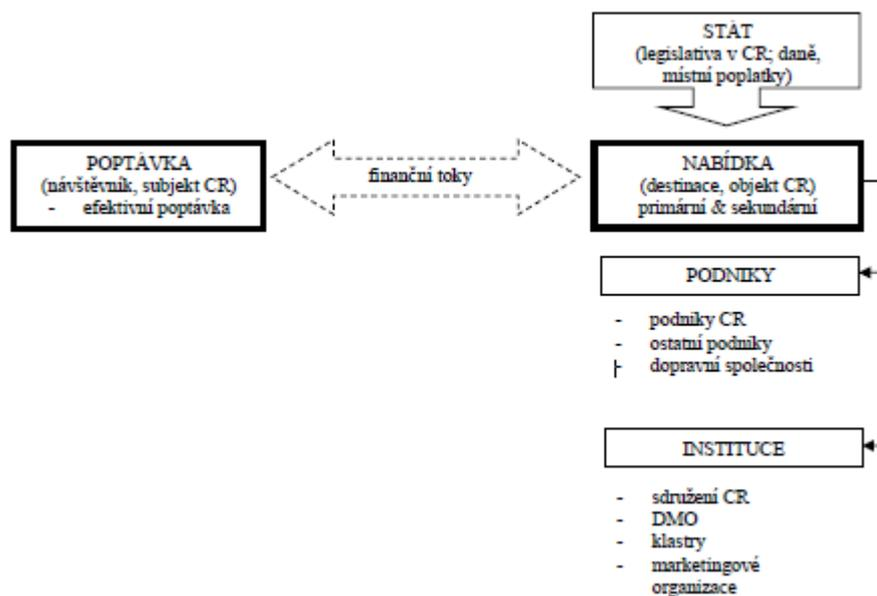 STÁT
(legislativa v CR; daně,
místní poplatky)
POPTÁVKA
(návštěvník, subjekt CR)
- efektivní poptávka
finanční toky
NABÍDKA
(destinace, objekt CR)
primární & sekundární
PODNIKY
- podniky CR
- ostatní podniky
- dopravní společnosti
INSTITUCE
- sdružení CR
- DMO
- klastry
- marketingové
organizace